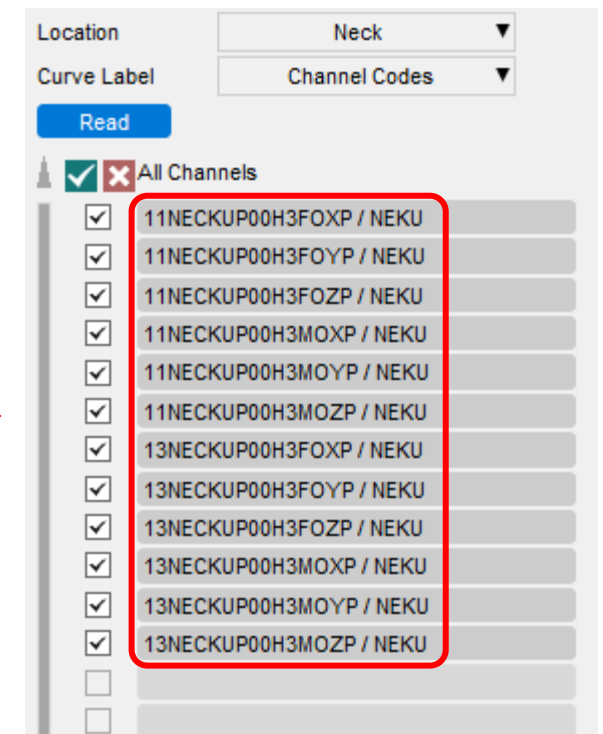 Location Neck
Curve Label Channel Codes
Read
All Channels
11NECKUP00H3FOXP / NEKU
11NECKUP00H3FOYP / NEKU
11NECKUP00H3FOZP / NEKU
11NECKUP00H3MOXP / NEKU
11NECKUP00H3MOYP / NEKU
11NECKUP00H3MOZP / NEKU
13NECKUP00H3FOXP / NEKU
13NECKUP00H3FOYP / NEKU
13NECKUP00H3FOZP / NEKU
13NECKUP00H3MOXP / NEKU
13NECKUP00H3MOYP / NEKU
13NECKUP00H3MOZP / NEKU